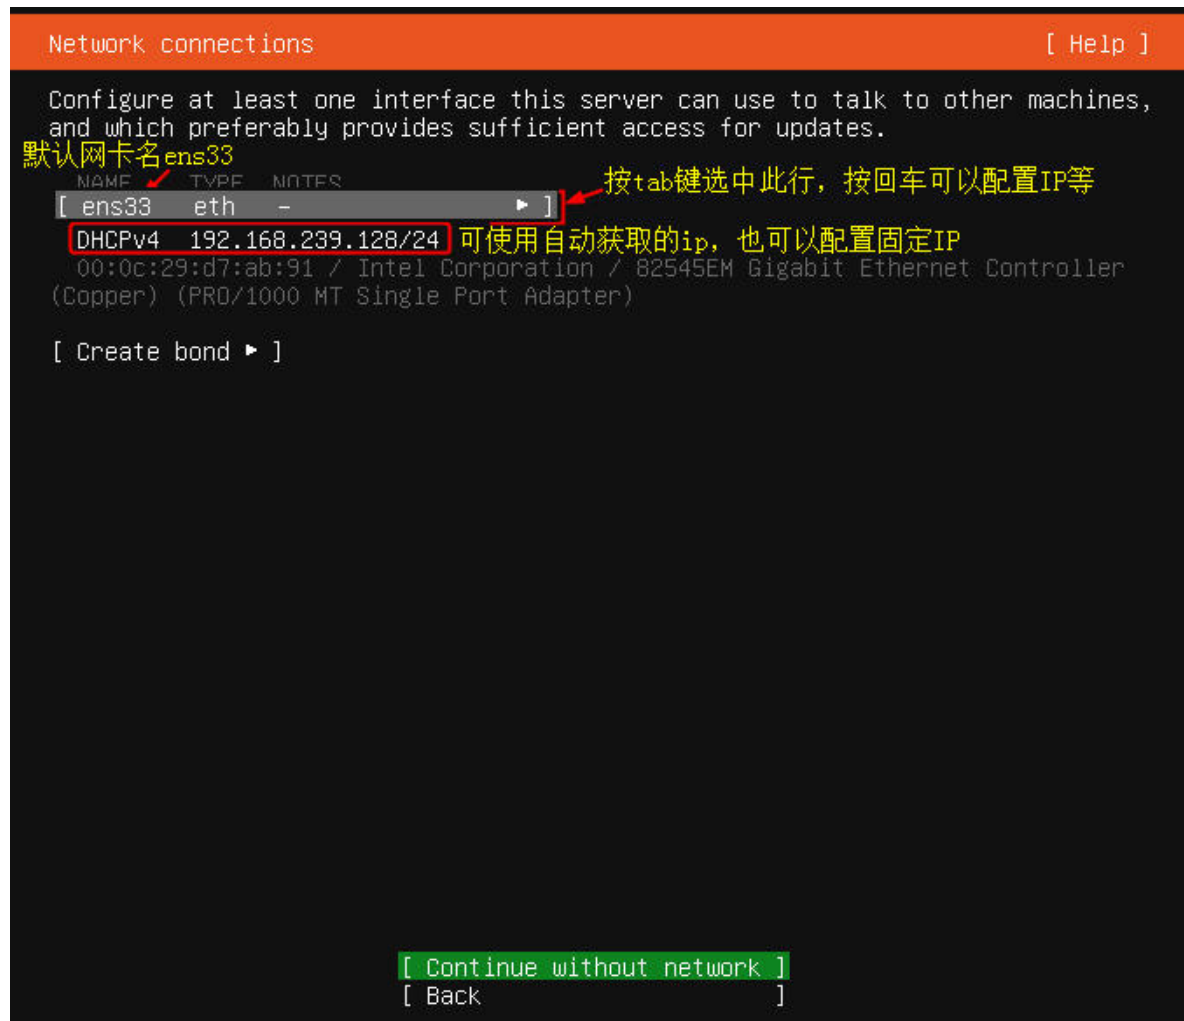 Network connections [ Help ]
Configure at least one interface this server can use to talk to other machines,
and which preferably provides sufficient access for updates.
默认网卡名ens33
NAME TYPE NOTES
按tab键选中此行，按回车可以配置IP等
[ ens33 eth - ▸ ]
DHCPv4 192.168.239.128/24 可使用自动获取的ip，也可以配置固定IP
00:0c:29:d7:ab:91 / Intel Corporation / 82545EM Gigabit Ethernet Controller
(Copper) (PRO/1000 MT Single Port Adapter)
[ Create bond ▸ ]
[ Continue without network ]
[ Back ]